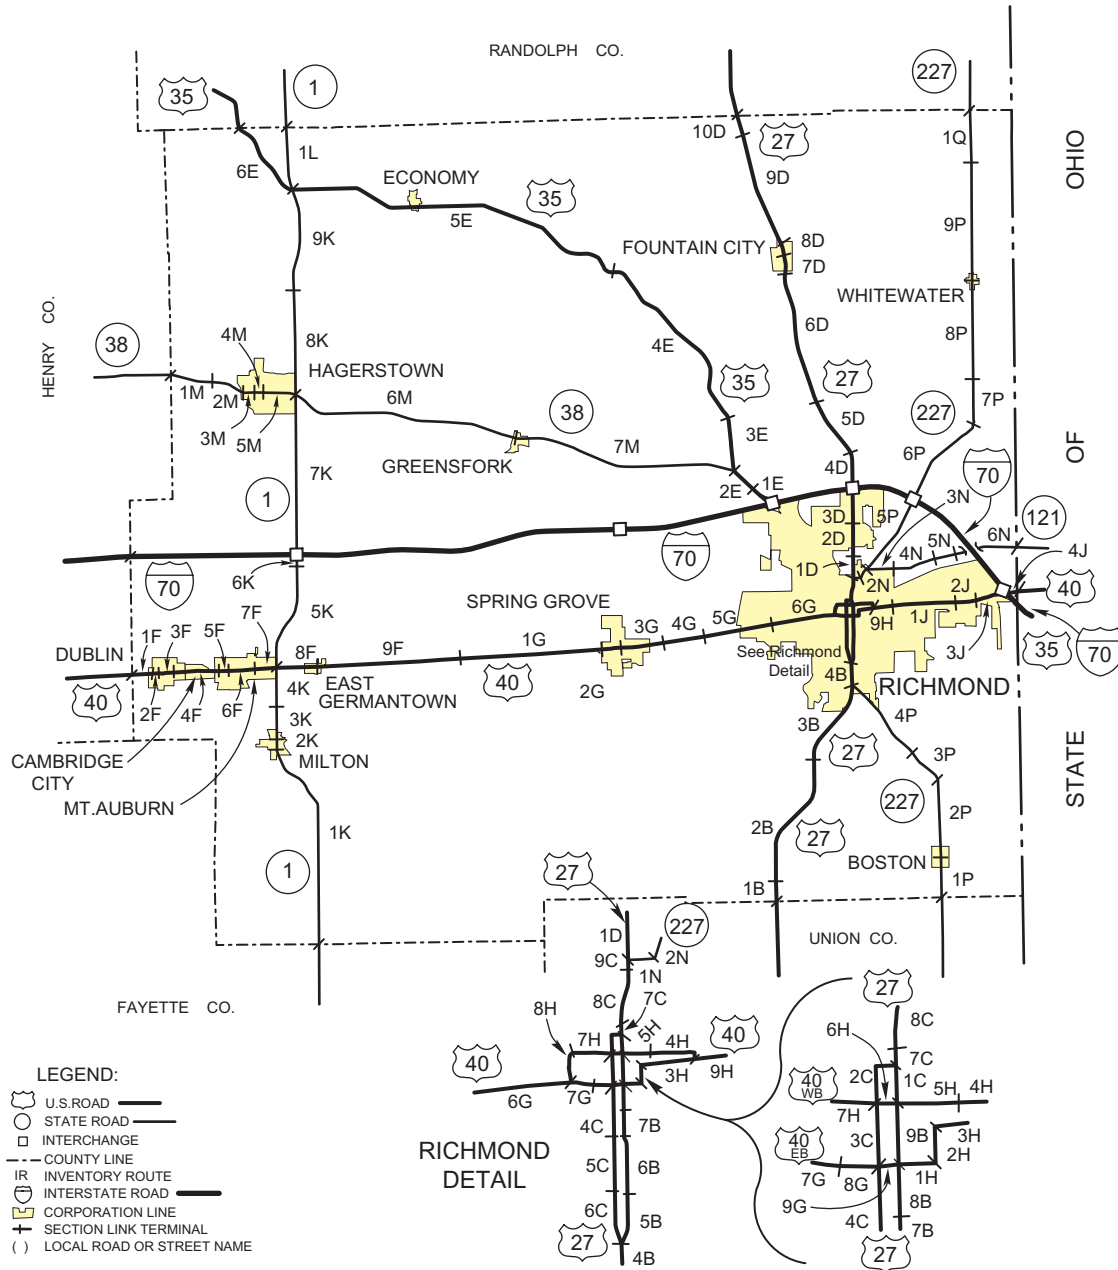 RANDOLPH CO.
35
1
227
10D
27
1Q
OHIO
1L
6E
9D
ECONOMY
35
5E
9K
FOUNTAIN CITY
8D
7D
9P
WHITEWATER
HENRY CO.
38
4M
8K
6D
8P
4E
HAGERSTOWN
1M
2M
6M
35
27
7P
3M
5M
38
5D
227
3E
GREENSFORK
7M
6P
OF
7K
2E
1E
4D
70
1
3N
3D
5P
2D
121
70
70
6K
1D
4N
5N
6N
4J
2N
40
5K
SPRING GROVE
6G
9H
1J
2J
7F
5F
3F
1F
3G
4G
5G
35
70
DUBLIN
8F
9F
1G
See Richmond
Detail
3J
40
2F
4F
6F
4K
EAST
GERMANTOWN
40
2G
4B
RICHMOND
3K
2K
3B
4P
CAMBRIDGE
CITY
MILTON
27
3P
STATE
MT.AUBURN
227
1K
2B
27
2P
1
27
BOSTON
1B
1P
227
1D
UNION CO.
9C
2N
1N
27
FAYETTE CO.
8C
7C
8H
6H
8C
7H
5H
4H
40
7C
40
9H
2C
1C
5H
4H
3H
40
WB
7H
6G
7G
3C
9B
3H
4C
7B
40
EB
2H
RICHMOND
DETAIL
7G
8G
1H
5C
6B
9G
8B
6C
5B
4C
7B
27
4B
27
LEGEND:
U.S.ROAD
STATE ROAD
INTERCHANGE
COUNTY LINE
IR INVENTORY ROUTE
INTERSTATE ROAD
CORPORATION LINE
SECTION LINK TERMINAL
( ) LOCAL ROAD OR STREET NAME